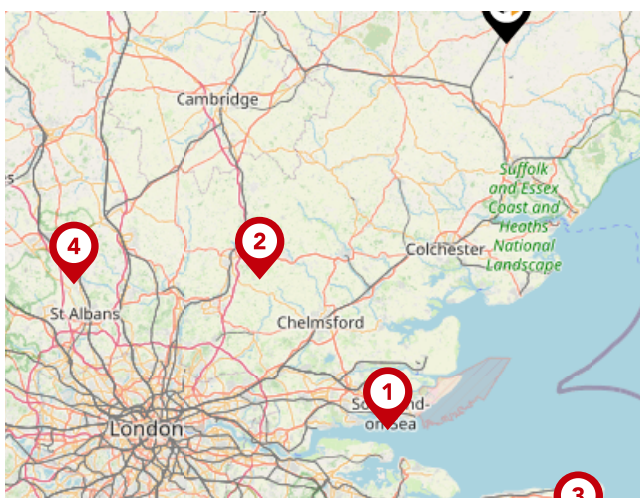 Cambridge
s
Suffolk
and Essex
Coast and
Heaths
National
Landscape
2
4
Colchester
St Albans
Chelmsford
1
on-Sea
London
3